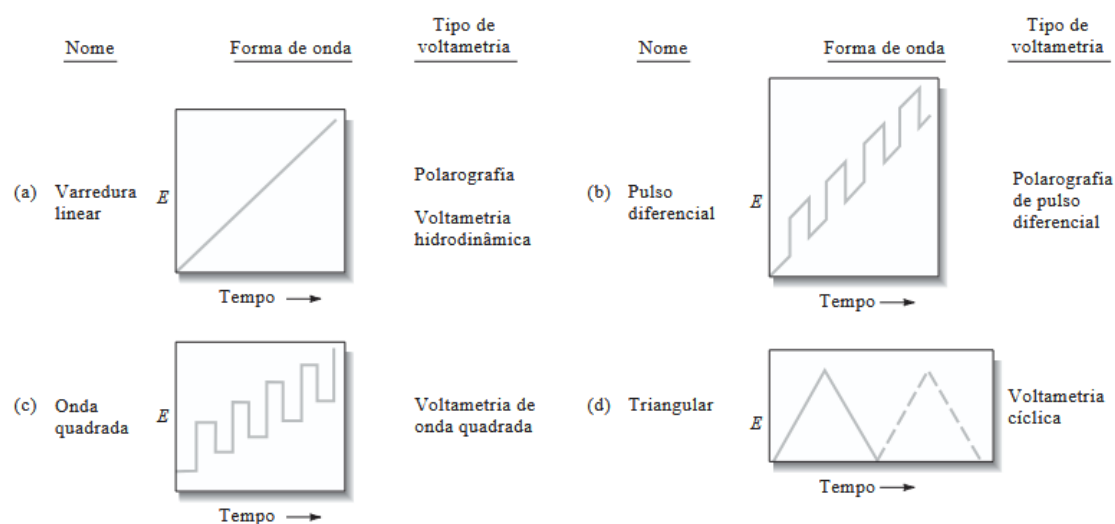 Nome
Forma de onda
Tipo de
voltametria
(a) Varredura
linear
E
Tempo
Polarografia
Voltametria
hidrodinâmica
Nome
Forma de onda
Tipo de
voltametria
(b) Pulso
diferencial
E
Tempo
Polarografia
de pulso
diferencial
(c) Onda
quadrada
E
Tempo
Voltametria de
onda quadrada
(d) Triangular
E
Tempo
Voltametria
cíclica